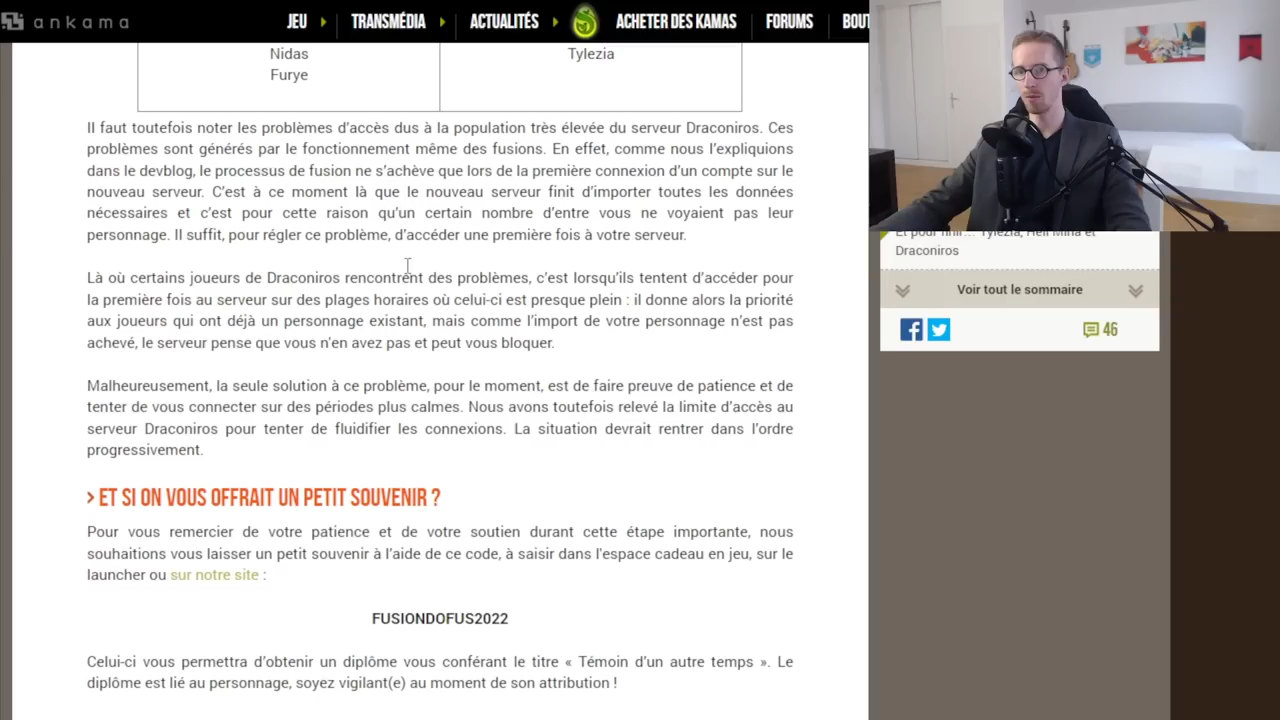 ankama
JEU
TRANSMÉDIA
ACTUALITÉS
ACHETER DES KAMAS
FORUMS
BOUT
Nidas
Furye
Tylezia
Il faut toutefois noter les problèmes d’accès dus à la population très élevée du serveur Draconiros. Ces
problèmes sont générés par le fonctionnement même des fusions. En effet, comme nous l’expliquions
dans le devblog, le processus de fusion ne s’achève que lors de la première connexion d’un compte sur le
nouveau serveur. C’est à ce moment là que le nouveau serveur finit d’importer toutes les données
nécessaires et c’est pour cette raison qu’un certain nombre d’entre vous ne voyaient pas leur
personnage. Il suffit, pour régler ce problème, d’accéder une première fois à votre serveur.
Là où certains joueurs de Draconiros rencontrent des problèmes, c’est lorsqu’ils tentent d’accéder pour
la première fois au serveur sur des plages horaires où celui-ci est presque plein : il donne alors la priorité
aux joueurs qui ont déjà un personnage existant, mais comme l’import de votre personnage n’est pas
achevé, le serveur pense que vous n’en avez pas et peut vous bloquer.
Malheureusement, la seule solution à ce problème, pour le moment, est de faire preuve de patience et de
tenter de vous connecter sur des périodes plus calmes. Nous avons toutefois relevé la limite d’accès au
serveur Draconiros pour tenter de fluidifier les connexions. La situation devrait rentrer dans l’ordre
progressivement.
> ET SI ON VOUS OFFRAIT UN PETIT SOUVENIR ?
Pour vous remercier de votre patience et de votre soutien durant cette étape importante, nous
souhaitions vous laisser un petit souvenir à l’aide de ce code, à saisir dans l'espace cadeau en jeu, sur le
launcher ou sur notre site :
FUSIONDOFUS2022
Celui-ci vous permettra d’obtenir un diplôme vous conférant le titre « Témoin d’un autre temps ». Le
diplôme est lié au personnage, soyez vigilant(e) au moment de son attribution !
Et pour finir... Tylezia, Hell Mina et
Draconiros
Voir tout le sommaire
46